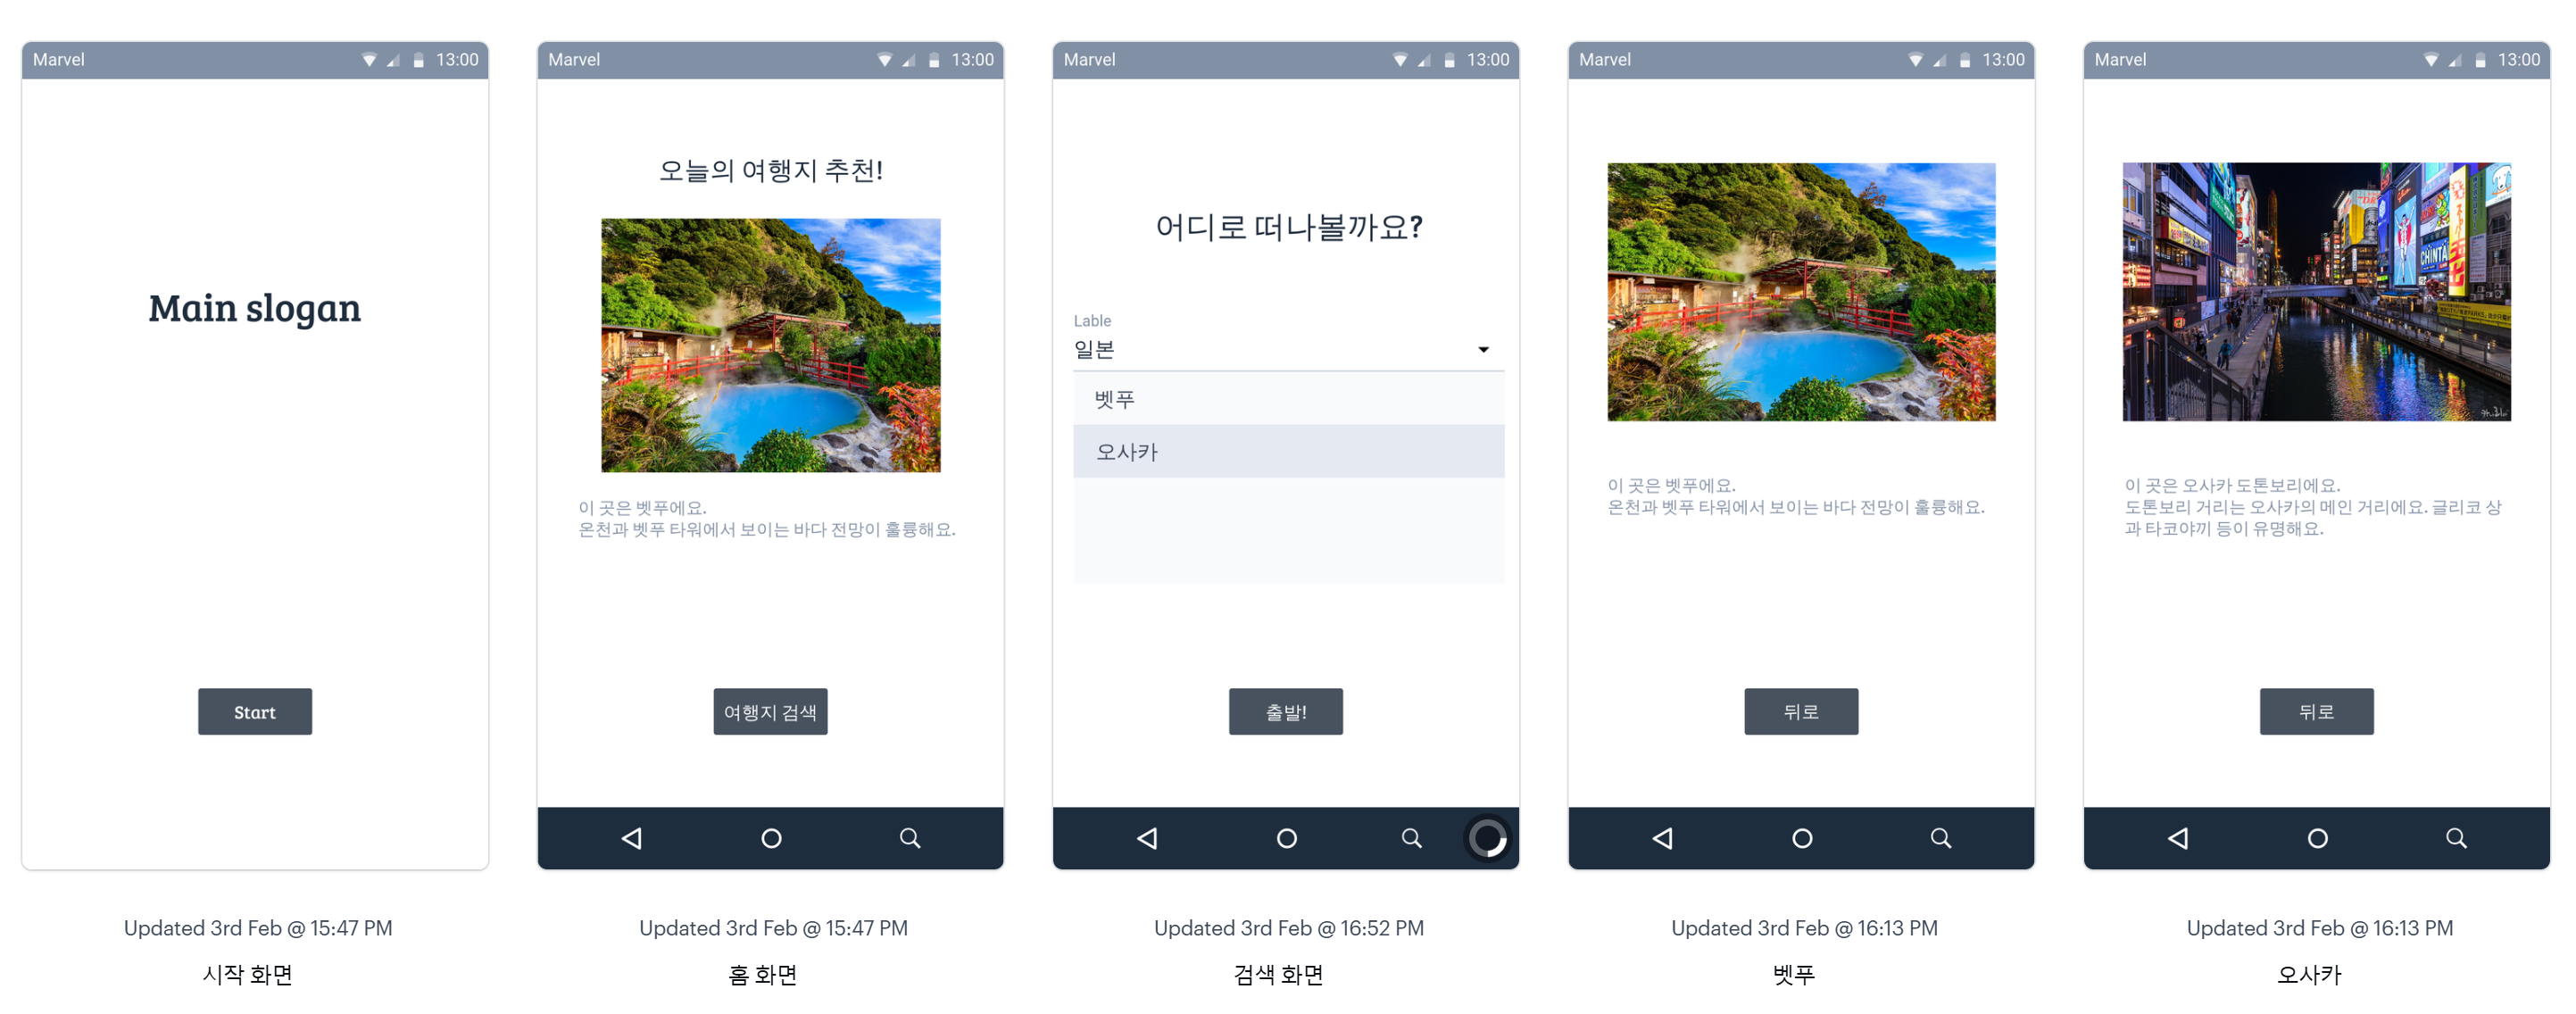 Marvel
13:00
Main slogan
Start
Updated 3rd Feb @ 15:47 PM
시작 화면
Marvel
13:00
오늘의 여행지 추천!
이 곳은 벳푸에요.
온천과 벳푸 타워에서 보이는 바다 전망이 훌륭해요.
여행지 검색
Updated 3rd Feb @ 15:47 PM
홈 화면
Marvel
13:00
어디로 떠나볼까요?
Lable
일본
벳푸
오사카
출발!
Updated 3rd Feb @ 16:52 PM
검색 화면
Marvel
13:00
이 곳은 벳푸에요.
온천과 벳푸 타워에서 보이는 바다 전망이 훌륭해요.
뒤로
Updated 3rd Feb @ 16:13 PM
벳푸
Marvel
13:00
CHINTA
이 곳은 오사카 도톤보리에요.
도톤보리 거리는 오사카의 메인 거리에요. 글리코 상
과 타코야끼 등이 유명해요.
뒤로
Updated 3rd Feb @ 16:13 PM
오사카